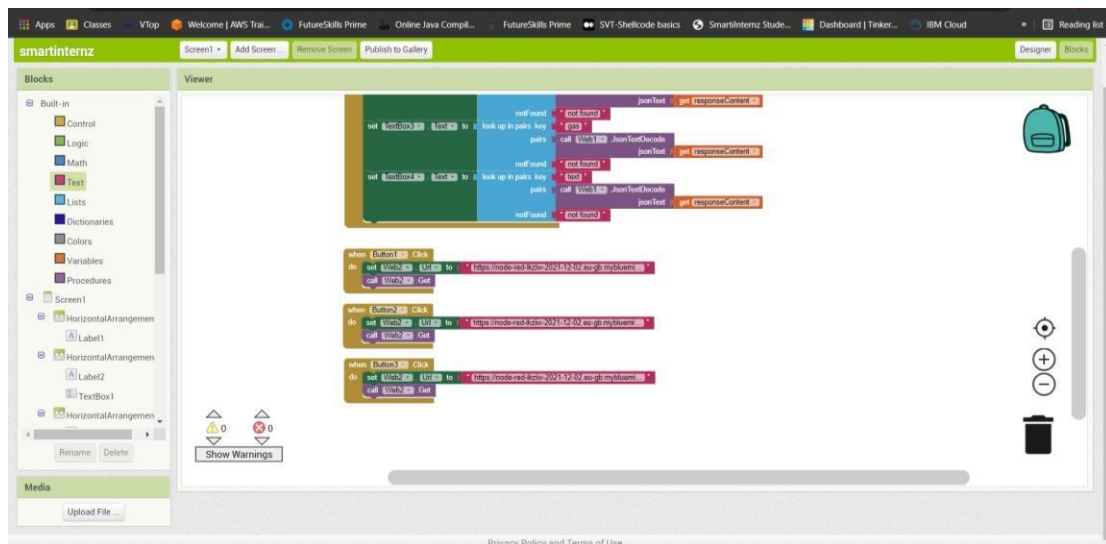 Apps Classes VTop Welcome | AWS Trai... FutureSkills Prime Online Java Compil... FutureSkills Prime SVT-Shellcode basics SmartiInternz Stude... Dashboard | Tinker... IBM Cloud » Reading list
smartinternz Screen1 Add Screen ... Remove Screen Publish to Gallery Designer Blocks
Blocks
Viewer
Built-in
Control
Logic
Math
Text
Lists
Dictionaries
Colors
Variables
Procedures
Screen1
HorizontalArrangemen
Label1
HorizontalArrangemen
Label2
TextBox1
HorizontalArrangemen
Rename Delete
Media
Upload File ...
jsonText get responseContent
notFound " not found "
set TextBox3 . Text to look up in pairs key " gas "
pairs call Web1 .JsonTextDecode
jsonText get responseContent
notFound " not found "
set TextBox4 . Text to look up in pairs key " text "
pairs call Web1 .JsonTextDecode
jsonText get responseContent
notFound " not found "
when Button1 .Click
do set Web2 . Url to " https://node-red-ikziw-2021-12-02.eu-gb.mybluemi... "
call Web2 .Get
when Button2 .Click
do set Web2 . Url to " https://node-red-ikziw-2021-12-02.eu-gb.mybluemi... "
call Web2 .Get
when Button3 .Click
do set Web2 . Url to " https://node-red-ikziw-2021-12-02.eu-gb.mybluemi... "
call Web2 .Get
0 0
Show Warnings
Privacy Policy and Terms of Use